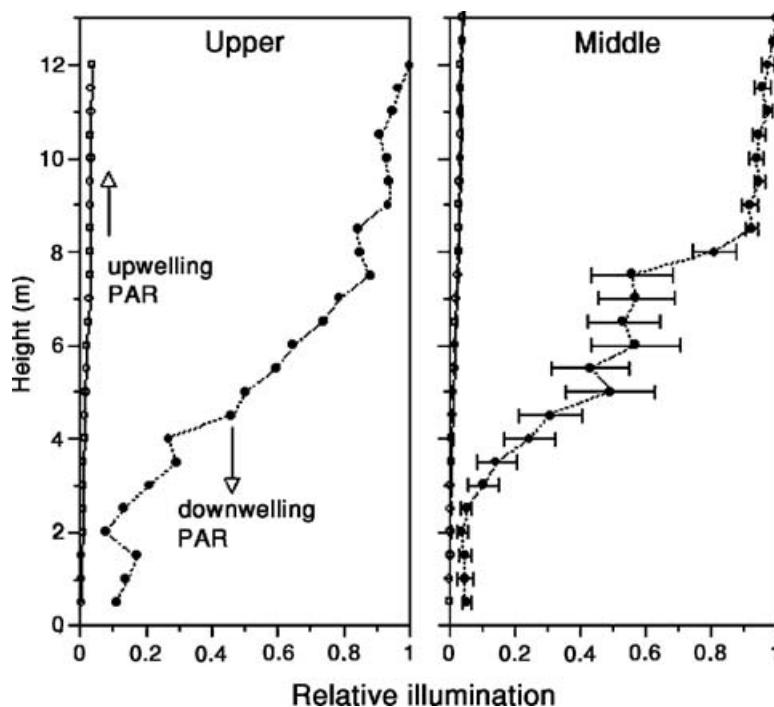 Upper
Middle
12
10
8
6
4
2
0
Height (m)
upwelling
PAR
downwelling
PAR
0 0.2 0.4 0.6 0.8 1
0 0.2 0.4 0.6 0.8 1
Relative illumination